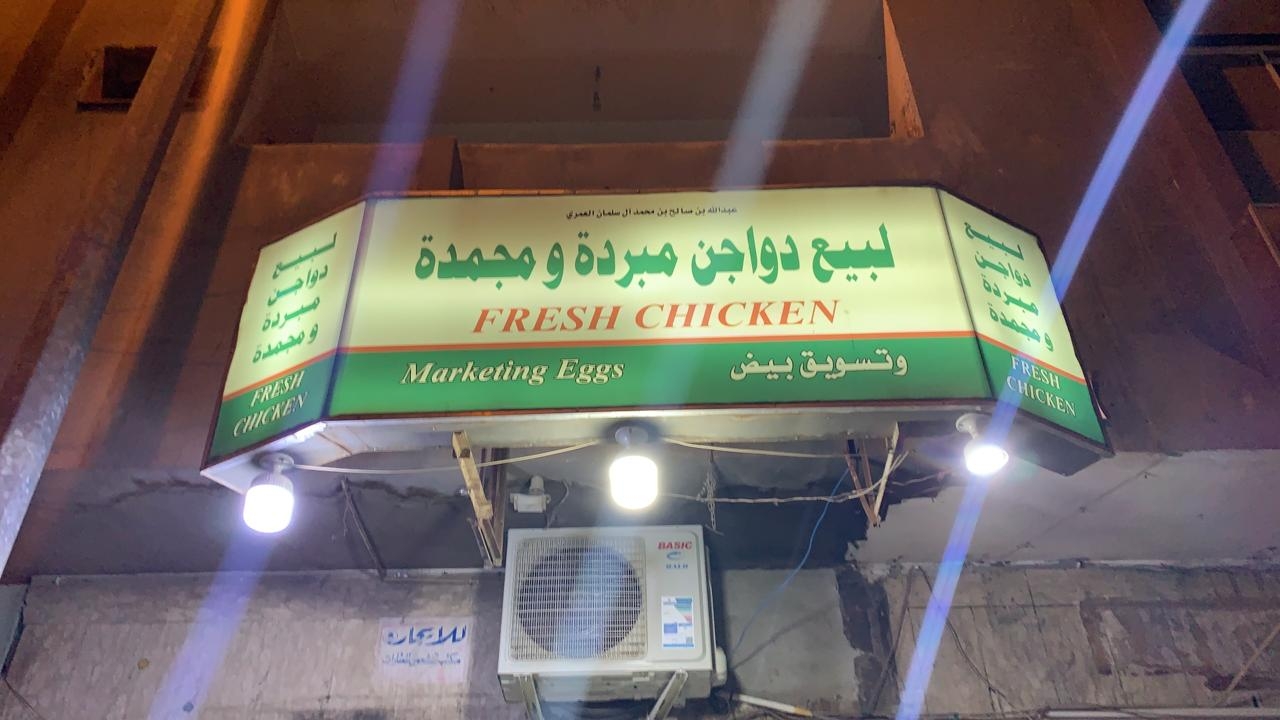 عبدالله بن صالح بن محمد آل سلمان العمري
لبيع دواجن مبردة و مجمدة
FRESH CHICKEN
Marketing Eggs
وتسويق بيض
لبيع
دواجن
مبردة
و مجمدة
FRESH
CHICKEN
لبيع
دواجن
مبردة
و مجمدة
FRESH
CHICKEN
BASIC
للايجار